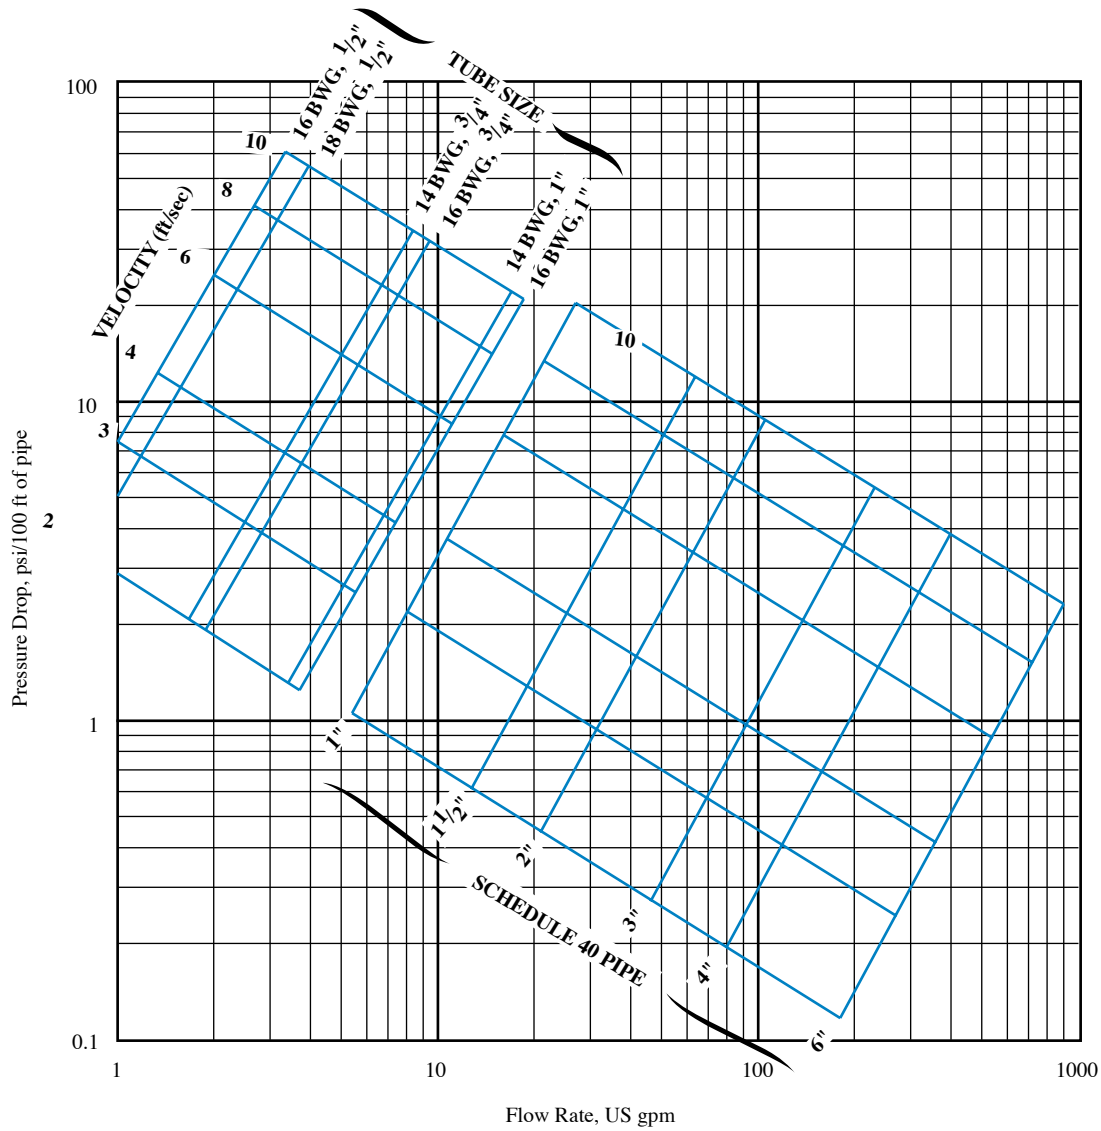 TUBE SIZE
16 BWG, 1/2"
18 BWG, 1/2"
14 BWG, 3/4"
16 BWG, 3/4"
14 BWG, 1"
16 BWG, 1"
VELOCITY (ft/sec)
10
8
6
4
3
2
10
100
10
1
0.1
Pressure Drop, psi/100 ft of pipe
1"
1 1/2"
2"
3"
4"
6"
SCHEDULE 40 PIPE
1
10
100
1000
Flow Rate, US gpm